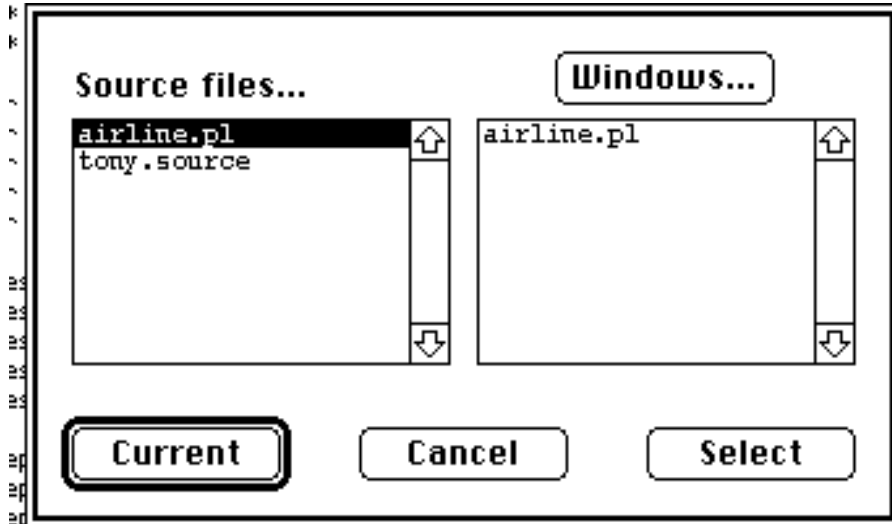 Source files...
Windows...
airline.pl
tony.source
airline.pl
Current
Cancel
Select